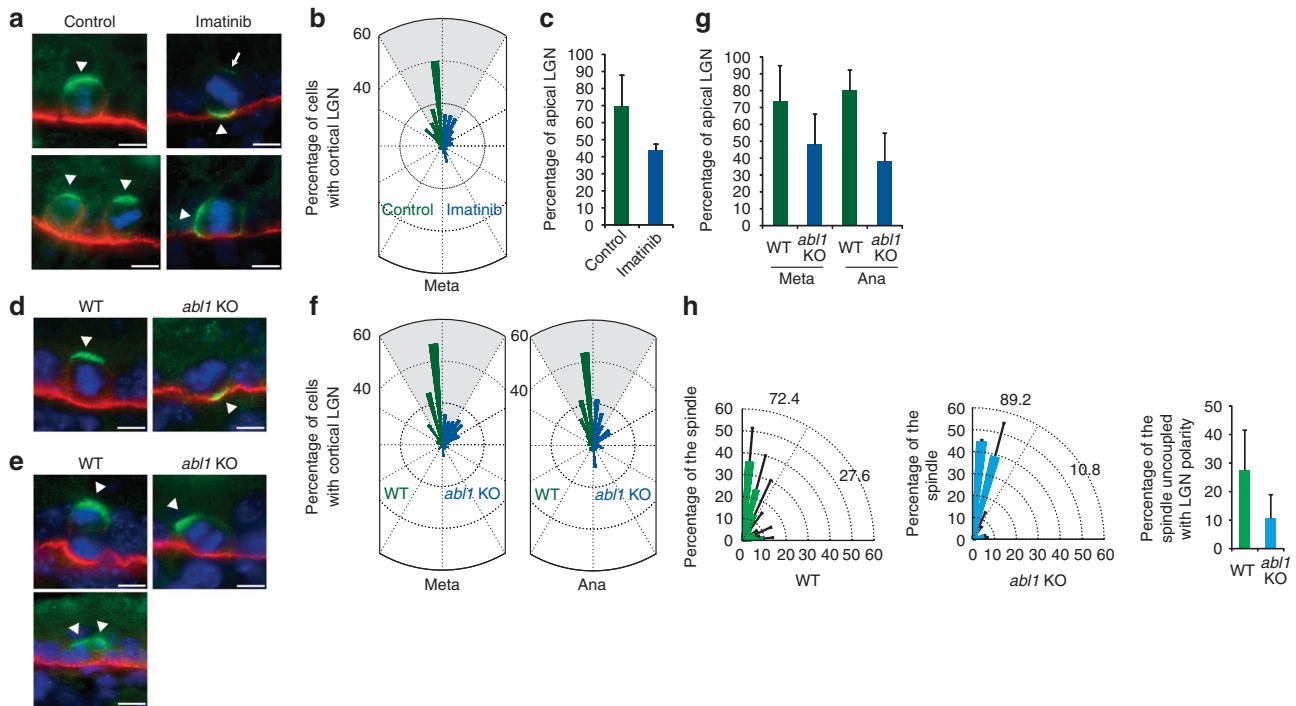 a
Control
Imatinib
b
Percentage of cells
with cortical LGN
60
40
Control
Imatinib
Meta
c
Percentage of apical LGN
100
90
80
70
60
50
40
30
20
10
0
Control
Imatinib
g
Percentage of apical LGN
100
90
80
70
60
50
40
30
20
10
0
WT
abl1
KO
WT
abl1
KO
Meta
Ana
d
WT
abl1 KO
e
WT
abl1 KO
f
Percentage of cells
with cortical LGN
60
40
WT
abl1 KO
Meta
60
40
WT
abl1 KO
Ana
h
Percentage of the spindle
60
50
40
30
20
10
0
72.4
27.6
0 10 20 30 40 50 60
WT
Percentage of the
spindle
60
50
40
30
20
10
0
89.2
10.8
0 10 20 30 40 50 60
abl1 KO
Percentage of the
spindle uncoupled
with LGN polarity
50
40
30
20
10
0
WT
abl1
KO